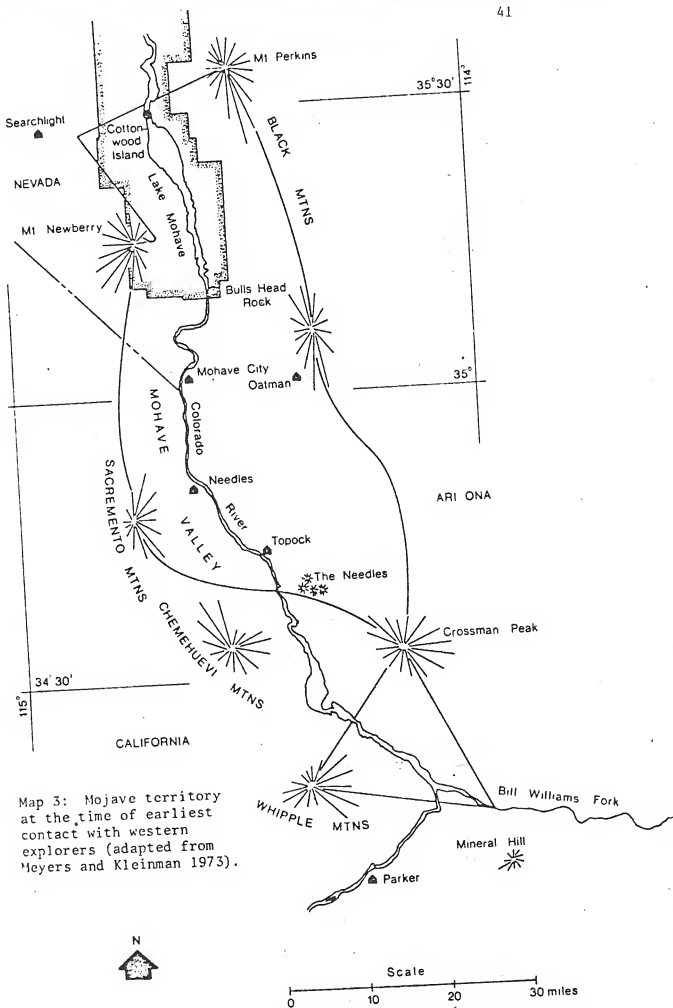 41
Mt Perkins
35°30'
114°
Searchlight
Cotton
wood
Island
BLACK MTNS
NEVADA
Lake Mohave
Mt Newberry
Bulls Head
Rock
Mohave City
Oatman
35°
MOHAVE VALLEY
Colorado River
Needles
SACREMENTO MTNS
ARI ONA
Topock
The Needles
CHEMEHUEVI MTNS.
Crossman Peak
34°30'
115°
CALIFORNIA
WHIPPLE MTNS
Bill Williams Fork
Mineral Hill
Parker
Map 3: Mojave territory
at the time of earliest
contact with western
explorers (adapted from
Meyers and Kleinman 1973).
N
Scale
0 10 20 30 miles